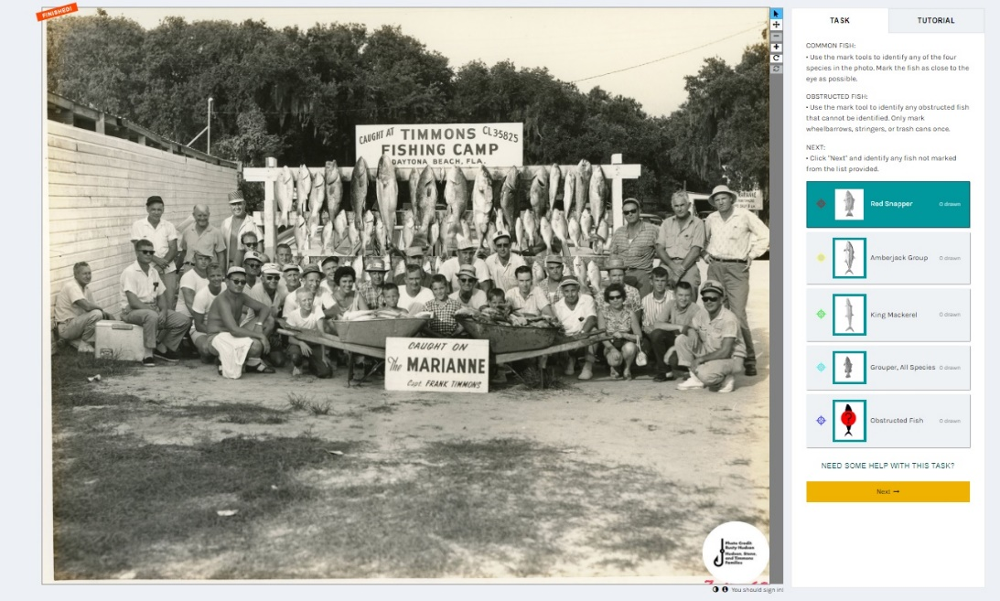 FINISHED!
CAUGHT AT TIMMONS CL35825
FISHING CAMP
DAYTONA BEACH, FLA.
CAUGHT ON
The MARIANNE
Capt. FRANK TIMMONS
Photo Credit
Rusty Hudson
Hudson, Stone,
and Timmons
Families
You should sign in!
TASK
TUTORIAL
COMMON FISH:
• Use the mark tools to identify any of the four
species in the photo. Mark the fish as close to the
eye as possible.
OBSTRUCTED FISH:
• Use the mark tool to identify any obstructed fish
that cannot be identified. Only mark
wheelbarrows, stringers, or trash cans once.
NEXT:
• Click "Next" and identify any fish not marked
from the list provided.
Red Snapper 0 drawn
Amberjack Group 0 drawn
King Mackerel 0 drawn
Grouper, All Species 0 drawn
?
Obstructed Fish 0 drawn
NEED SOME HELP WITH THIS TASK?
Next →